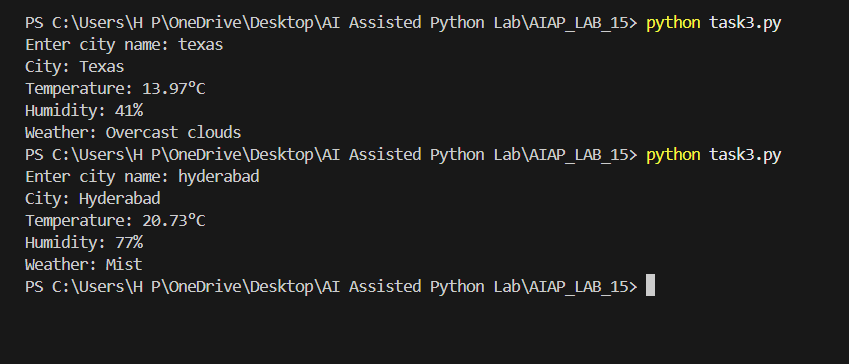 PS C:\Users\H P\OneDrive\Desktop\AI Assisted Python Lab\AIAP_LAB_15> python task3.py
Enter city name: texas
City: Texas
Temperature: 13.97°C
Humidity: 41%
Weather: Overcast clouds
PS C:\Users\H P\OneDrive\Desktop\AI Assisted Python Lab\AIAP_LAB_15> python task3.py
Enter city name: hyderabad
City: Hyderabad
Temperature: 20.73°C
Humidity: 77%
Weather: Mist
PS C:\Users\H P\OneDrive\Desktop\AI Assisted Python Lab\AIAP_LAB_15>